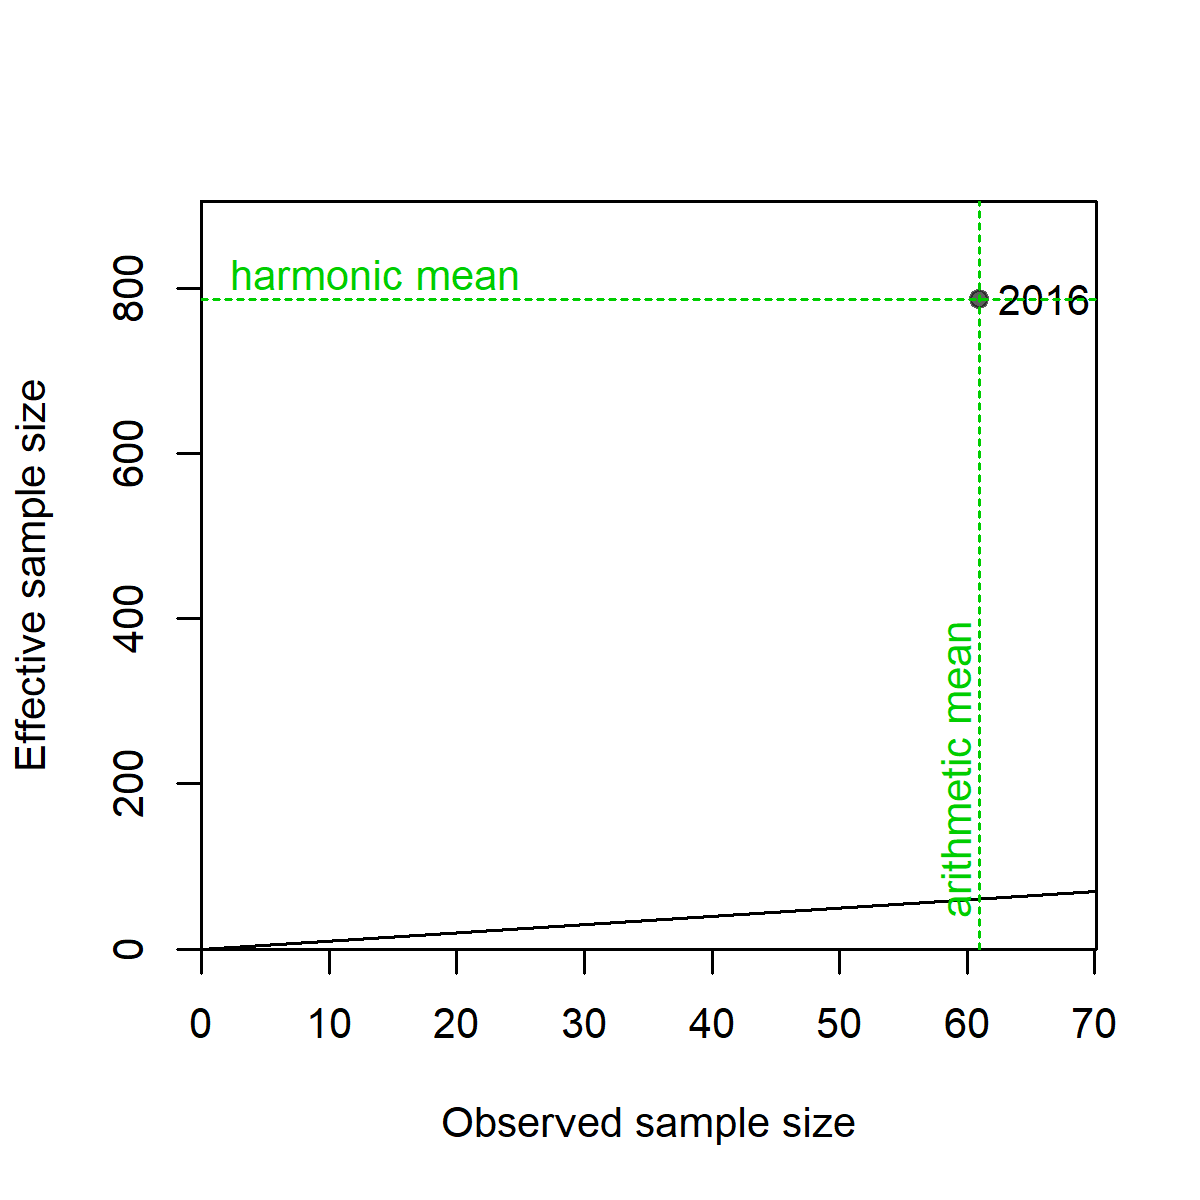 harmonic mean
2016
arithmetic mean
Effective sample size
0
200
400
600
800
0 10 20 30 40 50 60 70
Observed sample size